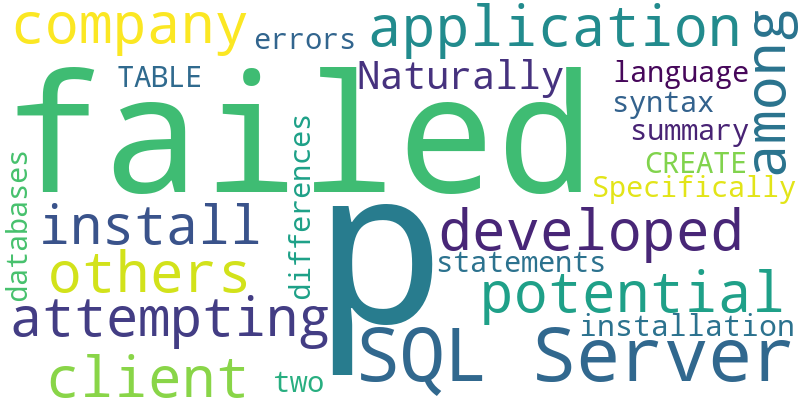 company
errors
application
among
TABLE
Naturally
language
failed
syntax
summary
CREATE
Specifically
databases
differences
install
p
developed
others
statements
potential
attempting
installation
SQL Server
client
two